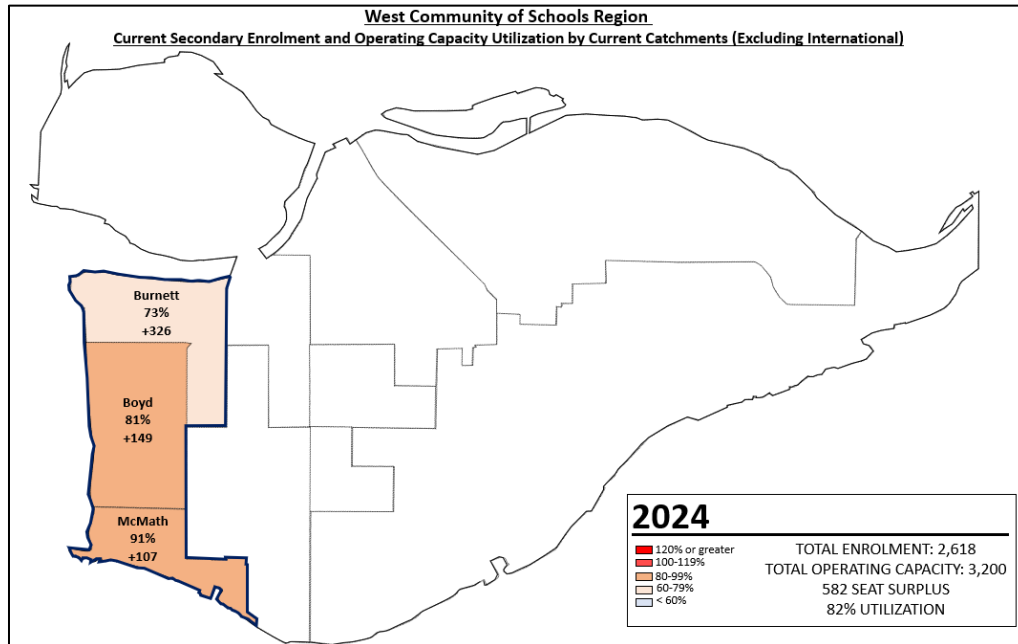 West Community of Schools Region
Current Secondary Enrolment and Operating Capacity Utilization by Current Catchments (Excluding International)
Burnett
73%
+326
Boyd
81%
+149
McMath
91%
+107
2024
120% or greater
100-119%
80-99%
60-79%
< 60%
TOTAL ENROLMENT: 2,618
TOTAL OPERATING CAPACITY: 3,200
582 SEAT SURPLUS
82% UTILIZATION